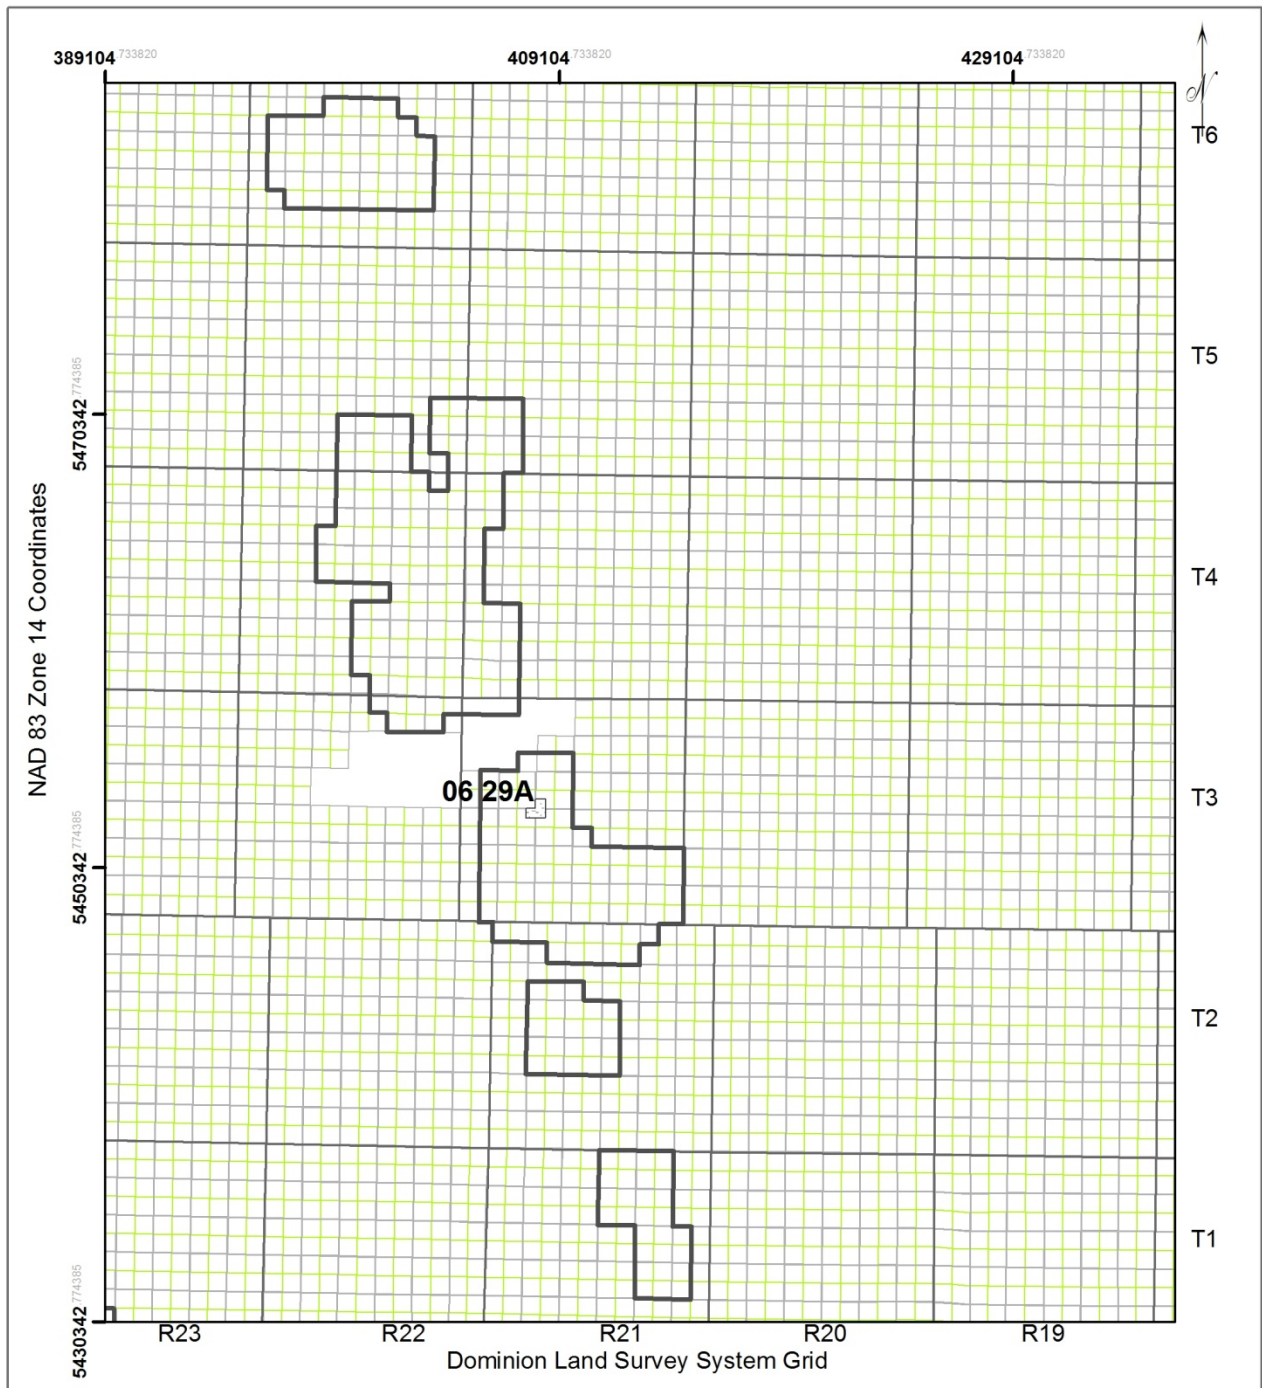 389104.733820
409104.733820
429104.733820
N
T6
T5
5470342.774385
NAD 83 Zone 14 Coordinates
T4
06 29A
T3
5450342.774385
T2
T1
5430342.774385
R23
R22
R21
R20
R19
Dominion Land Survey System Grid